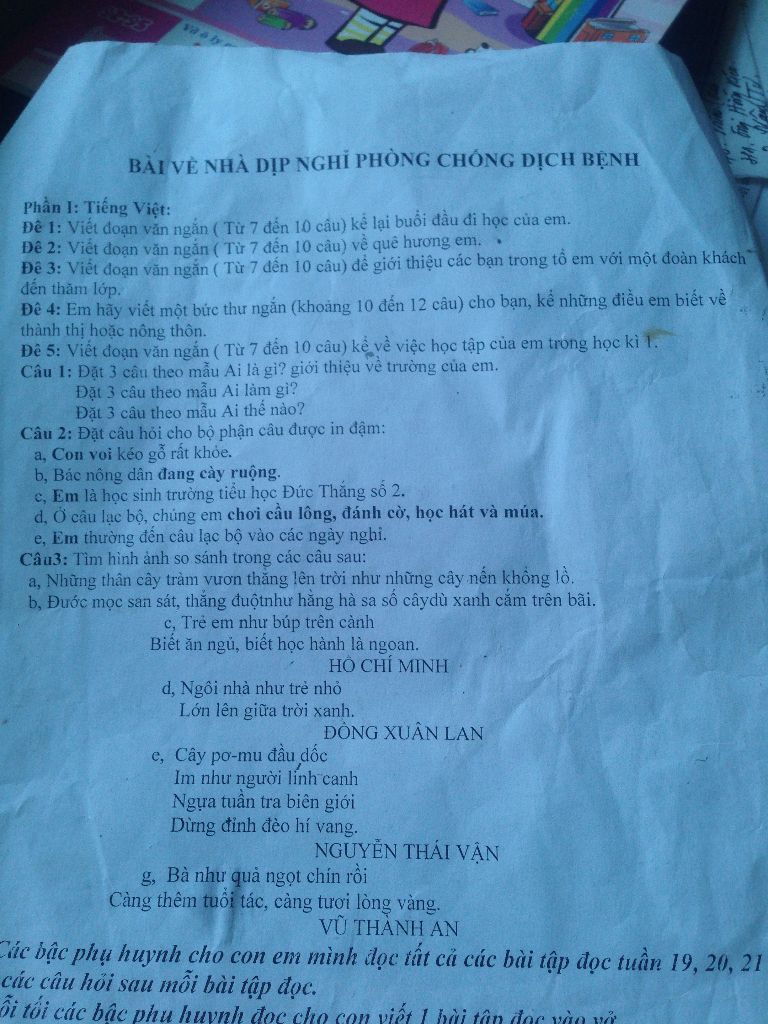 BÀI VỀ NHÀ DỊP NGHỈ PHÒNG CHỐNG DỊCH BỆNH
Phần I: Tiếng Việt:
Đề 1: Viết đoạn văn ngắn ( Từ 7 đến 10 câu) kể lại buổi đầu đi học của em.
Đề 2: Viết đoạn văn ngắn ( Từ 7 đến 10 câu) về quê hương em.
Đề 3: Viết đoạn văn ngắn ( Từ 7 đến 10 câu) để giới thiệu các bạn trong tổ em với một đoàn khách
đến thăm lớp.
Đề 4: Em hãy viết một bức thư ngắn (khoảng 10 đến 12 câu) cho bạn, kể những điều em biết về
thành thị hoặc nông thôn.
Đề 5: Viết đoạn văn ngắn ( Từ 7 đến 10 câu) kể về việc học tập của em trong học kì 1.
Câu 1: Đặt 3 câu theo mẫu Ai là gì? giới thiệu về trường của em.
Đặt 3 câu theo mẫu Ai làm gì?
Đặt 3 câu theo mẫu Ai thế nào?
Câu 2: Đặt câu hỏi cho bộ phận câu được in đậm:
a, Con voi kéo gỗ rất khỏe.
b, Bác nông dân đang cày ruộng.
c, Em là học sinh trường tiểu học Đức Thắng số 2.
d, Ở câu lạc bộ, chúng em chơi cầu lông, đánh cờ, học hát và múa.
e, Em thường đến câu lạc bộ vào các ngày nghỉ.
Câu3: Tìm hình ảnh so sánh trong các câu sau:
a, Những thân cây tràm vươn thẳng lên trời như những cây nến khổng lồ.
b, Đước mọc san sát, thẳng đuộtnhư hằng hà sa số câydù xanh cắm trên bãi.
c, Trẻ em như búp trên cành
Biết ăn ngủ, biết học hành là ngoan.
HỒ CHÍ MINH
d, Ngôi nhà như trẻ nhỏ
Lớn lên giữa trời xanh.
ĐỒNG XUÂN LAN
e, Cây pơ-mu đầu dốc
Im như người lính canh
Ngựa tuần tra biên giới
Dừng đỉnh đèo hí vang.
NGUYỄN THÁI VẬN
g, Bà như quả ngọt chín rồi
Càng thêm tuổi tác, càng tươi lòng vàng.
VŨ THÀNH AN
Các bậc phụ huynh cho con em mình đọc tất cả các bài tập đọc tuần 19, 20, 21
các câu hỏi sau mỗi bài tập đọc.
tối các bậc phụ huynh đọc cho con viết 1 bài tập đọc vào vở